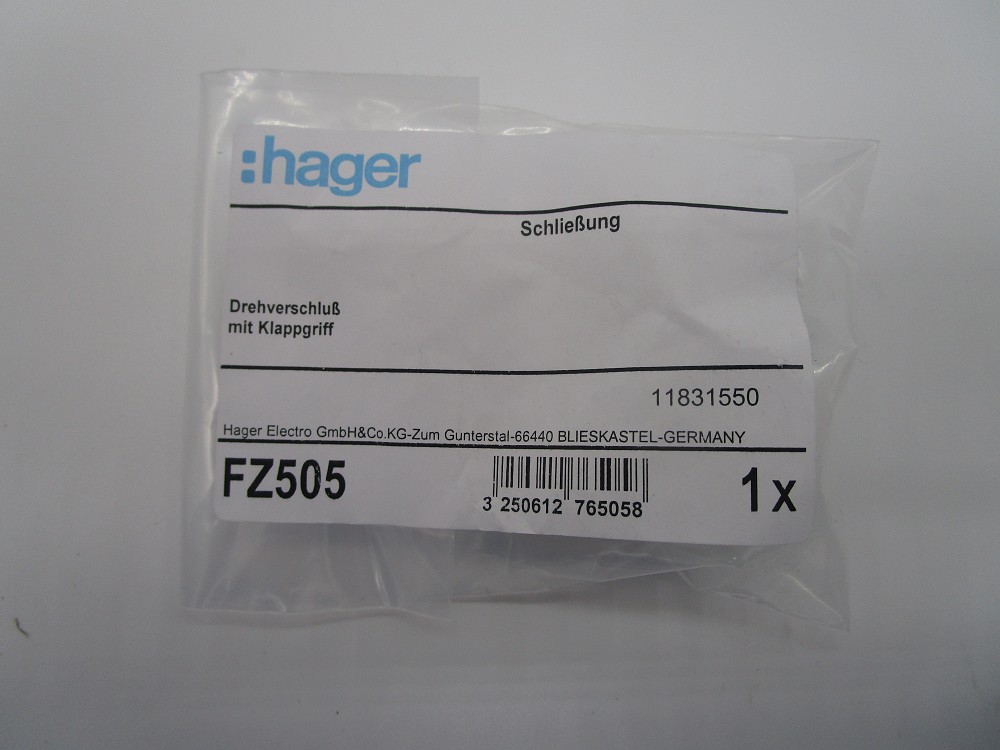 :hager
Schließung
Drehverschluß
mit Klappgriff
11831550
Hager Electro GmbH&Co.KG-Zum Gunterstal-66440 BLIESKASTEL-GERMANY
FZ505
3 250612 765058
1x